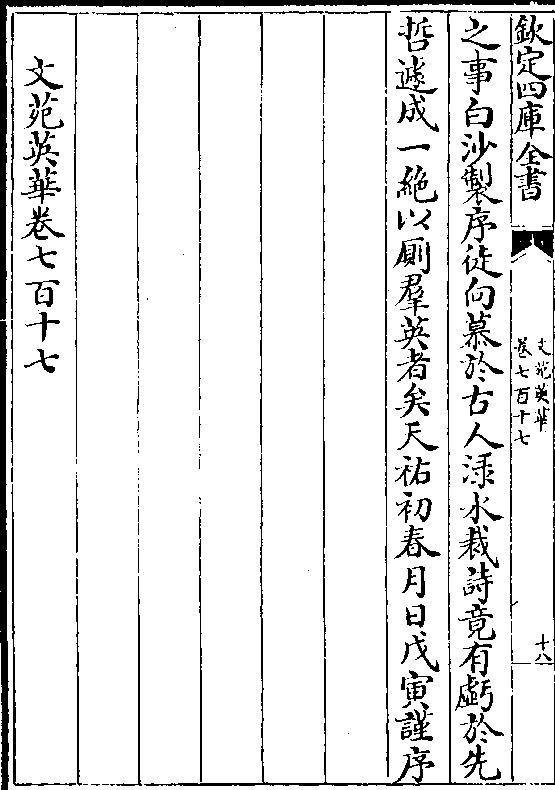 欽定四庫全書
文苑英華
卷七百十七
十八
之事白沙製序徒向慕於古人渌水裁詩竟有虧於先
哲遽成一絶以厠羣英者矣天祐初春月日戊寅謹序
文苑英華卷七百十七